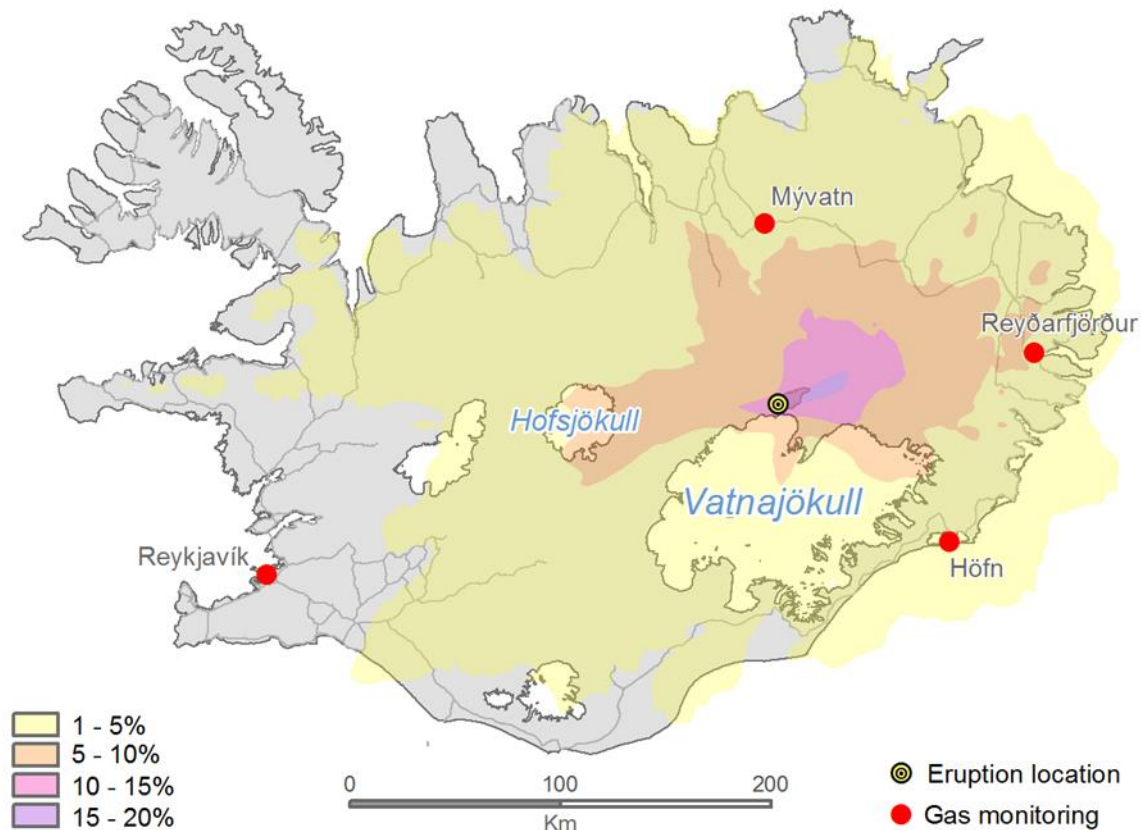 Mývatn
Reyðarfjörður
Hofsjökull
Vatnajökull
Reykjavík
Höfn
1 - 5%
5 - 10%
10 - 15%
15 - 20%
0 100 200
Km
Eruption location
Gas monitoring